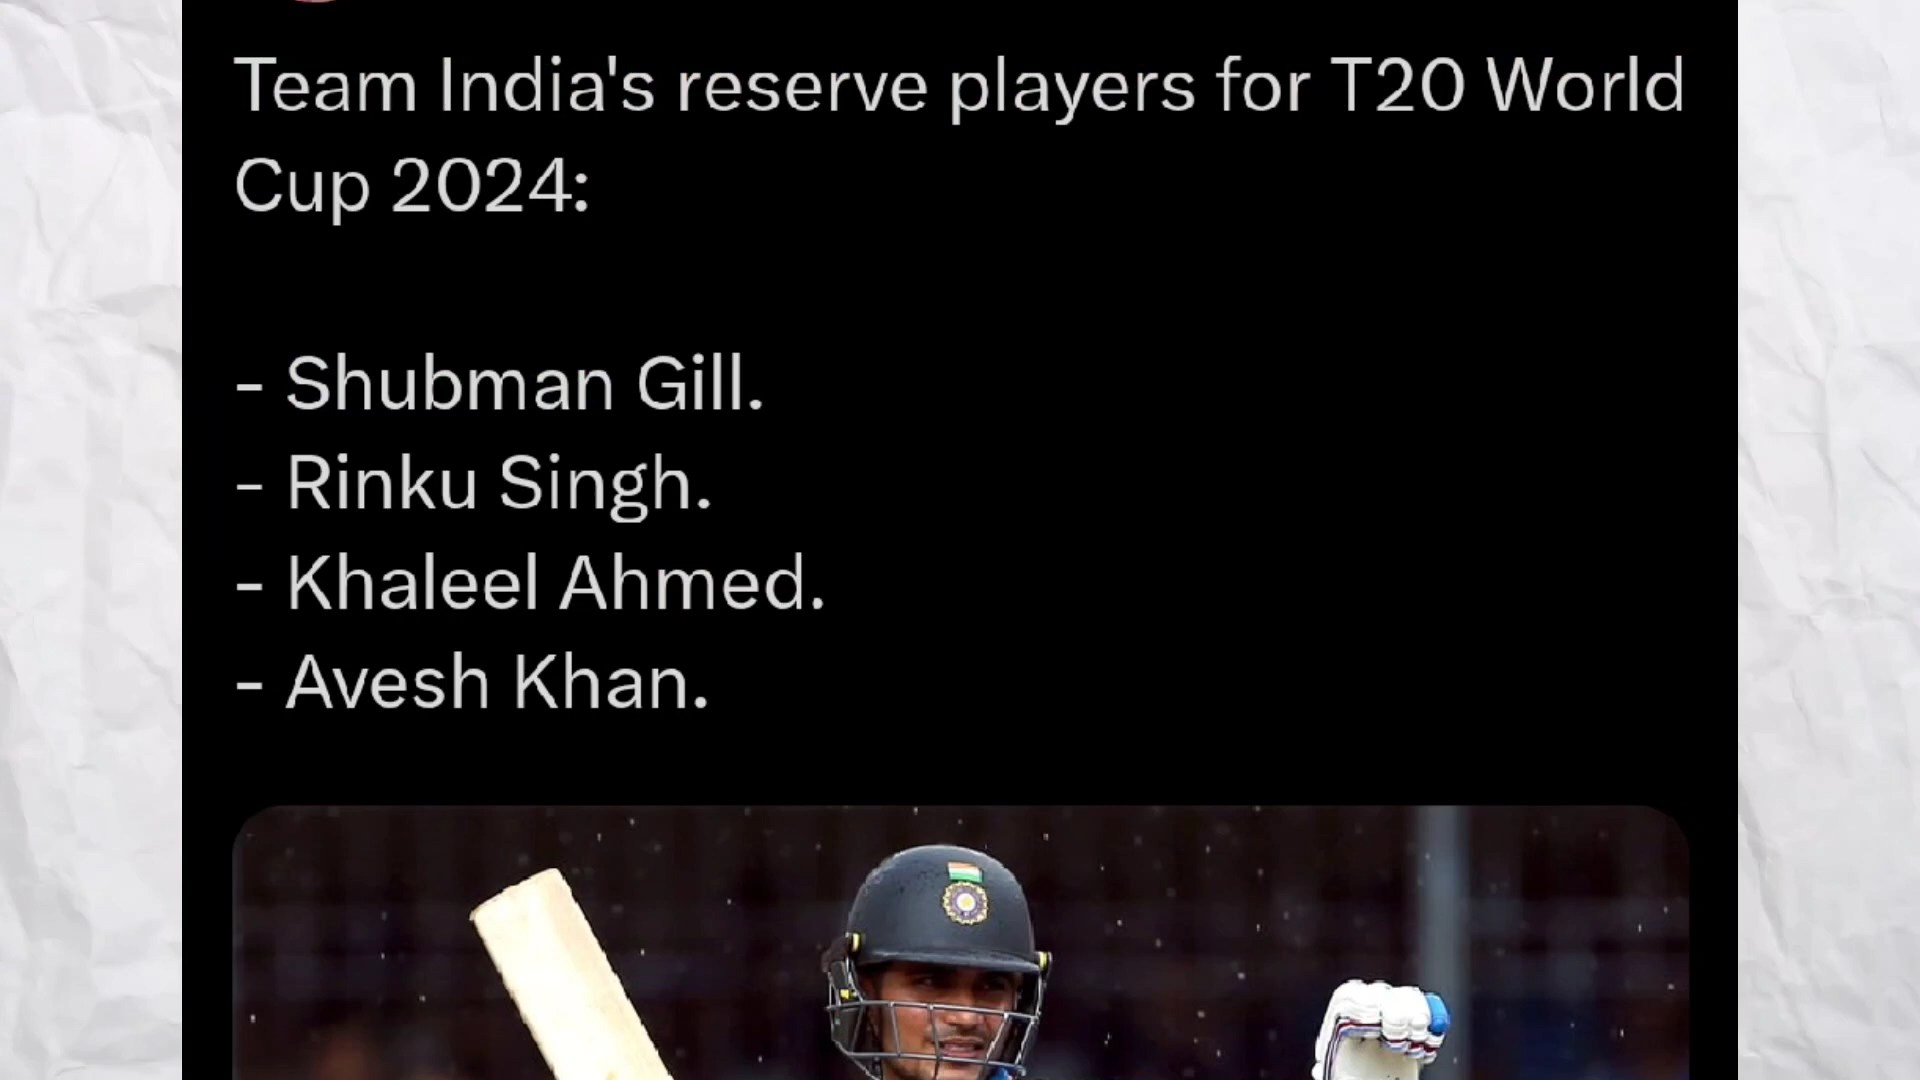 Team India's reserve players for T20 World
Cup 2024:
- Shubman Gill.
- Rinku Singh.
- Khaleel Ahmed.
- Avesh Khan.